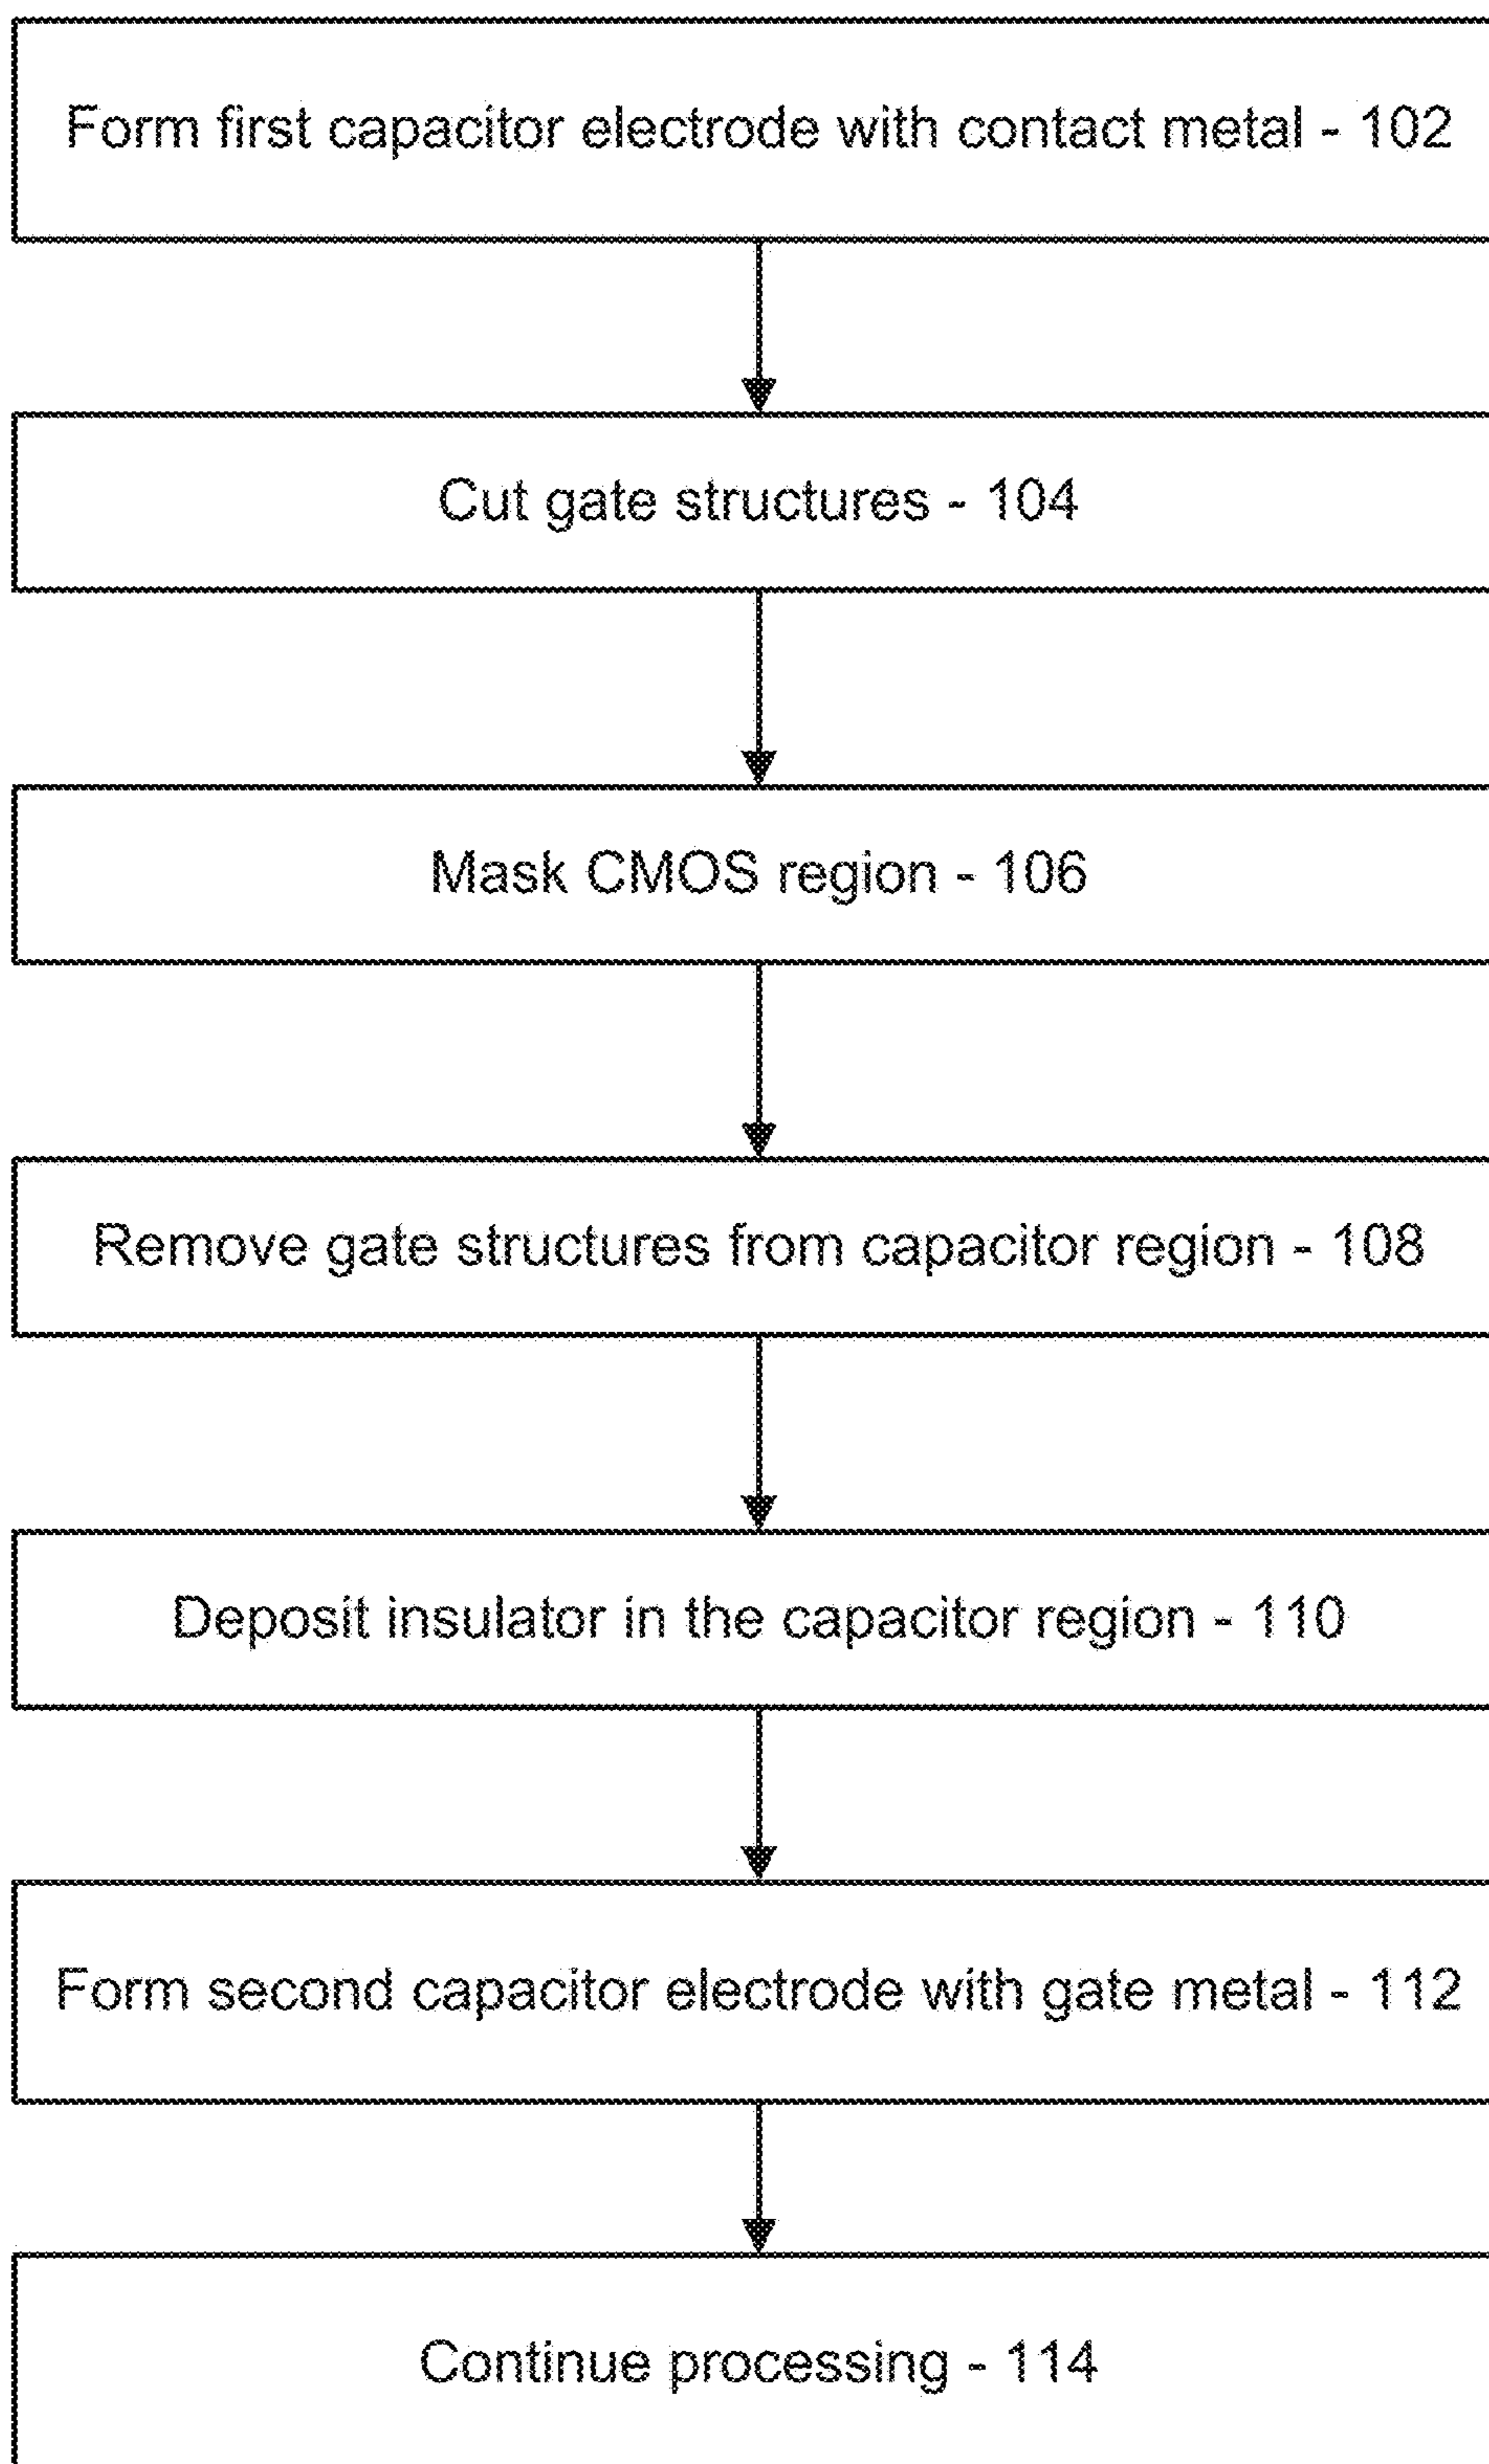 Form first capacitor electrode with contact metal - 102
Cut gate structures - 104
Mask CMOS region - 106
Remove gate structures from capacitor region - 108
Deposit insulator in the capacitor region - 110
Form second capacitor electrode with gate metal - 112
Continue processing - 114